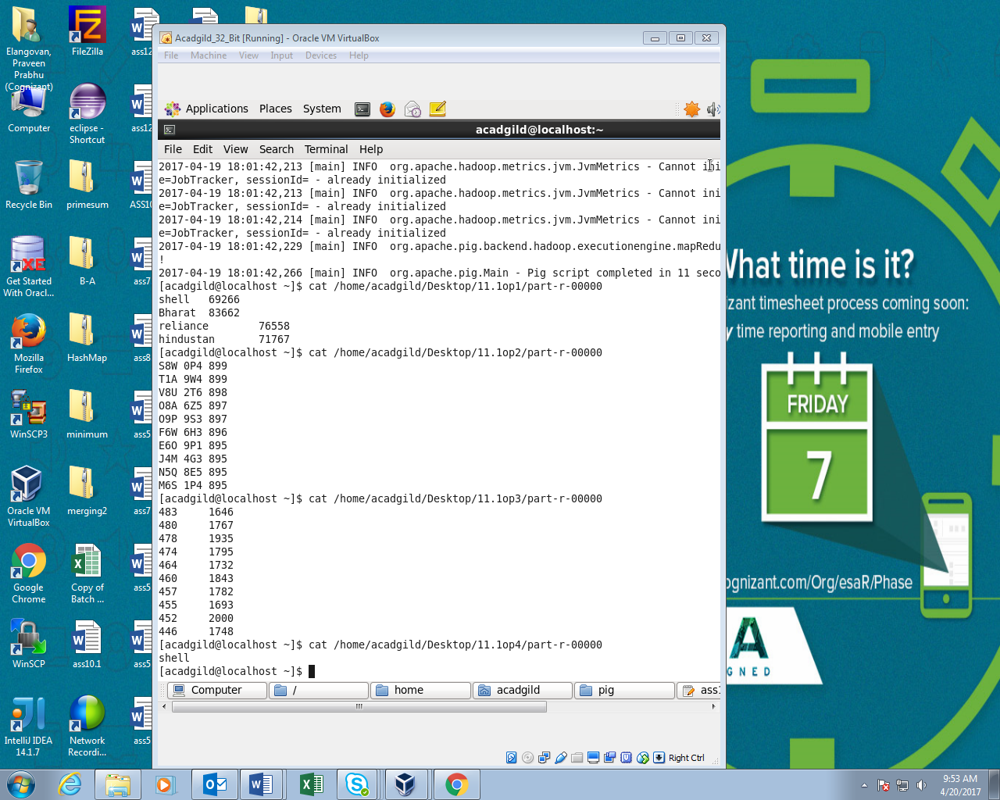 Elangovan,
Praveen
Prabhu
(Cognizant)
FileZilla
ass12
Computer
eclipse -
Shortcut
ass12
Recycle Bin
primesum
ASS10
Get Started
With Oracl...
B-A
ass7
Mozilla
Firefox
HashMap
ass8
WinSCP3
minimum
ass5
Oracle VM
VirtualBox
merging2
ass7
Google
Chrome
Copy of
Batch ...
ass5
WinSCP
ass10.1
ass5
IntelliJ IDEA
14.1.7
Network
Recordi...
ass5
Acadgild_32_Bit [Running] - Oracle VM VirtualBox
File Machine View Input Devices Help
Applications Places System
acadgild@localhost:~
File Edit View Search Terminal Help
2017-04-19 18:01:42,213 [main] INFO  org.apache.hadoop.metrics.jvm.JvmMetrics - Cannot ini
e=JobTracker, sessionId= - already initialized
2017-04-19 18:01:42,213 [main] INFO  org.apache.hadoop.metrics.jvm.JvmMetrics - Cannot ini
e=JobTracker, sessionId= - already initialized
2017-04-19 18:01:42,214 [main] INFO  org.apache.hadoop.metrics.jvm.JvmMetrics - Cannot ini
e=JobTracker, sessionId= - already initialized
2017-04-19 18:01:42,229 [main] INFO  org.apache.pig.backend.hadoop.executionengine.mapRedu
!
2017-04-19 18:01:42,266 [main] INFO  org.apache.pig.Main - Pig script completed in 11 seco
[acadgild@localhost ~]$ cat /home/acadgild/Desktop/11.1op1/part-r-00000
shell 69266
Bharat 83662
reliance 76558
hindustan 71767
[acadgild@localhost ~]$ cat /home/acadgild/Desktop/11.1op2/part-r-00000
S8W 0P4 899
T1A 9W4 899
V8U 2T6 898
O8A 6Z5 897
O9P 9S3 897
F6W 6H3 896
E6O 9P1 895
J4M 4G3 895
N5Q 8E5 895
M6S 1P4 895
[acadgild@localhost ~]$ cat /home/acadgild/Desktop/11.1op3/part-r-00000
483 1646
480 1767
478 1935
474 1795
464 1732
460 1843
457 1782
455 1693
452 2000
446 1748
[acadgild@localhost ~]$ cat /home/acadgild/Desktop/11.1op4/part-r-00000
shell
[acadgild@localhost ~]$
Computer / home acadgild pig ass1
Right Ctrl
What time is it?
izant timesheet process coming soon:
y time reporting and mobile entry
FRIDAY
7
ognizant.com/Org/esaR/Phase
A
GNED
9:53 AM
4/20/2017